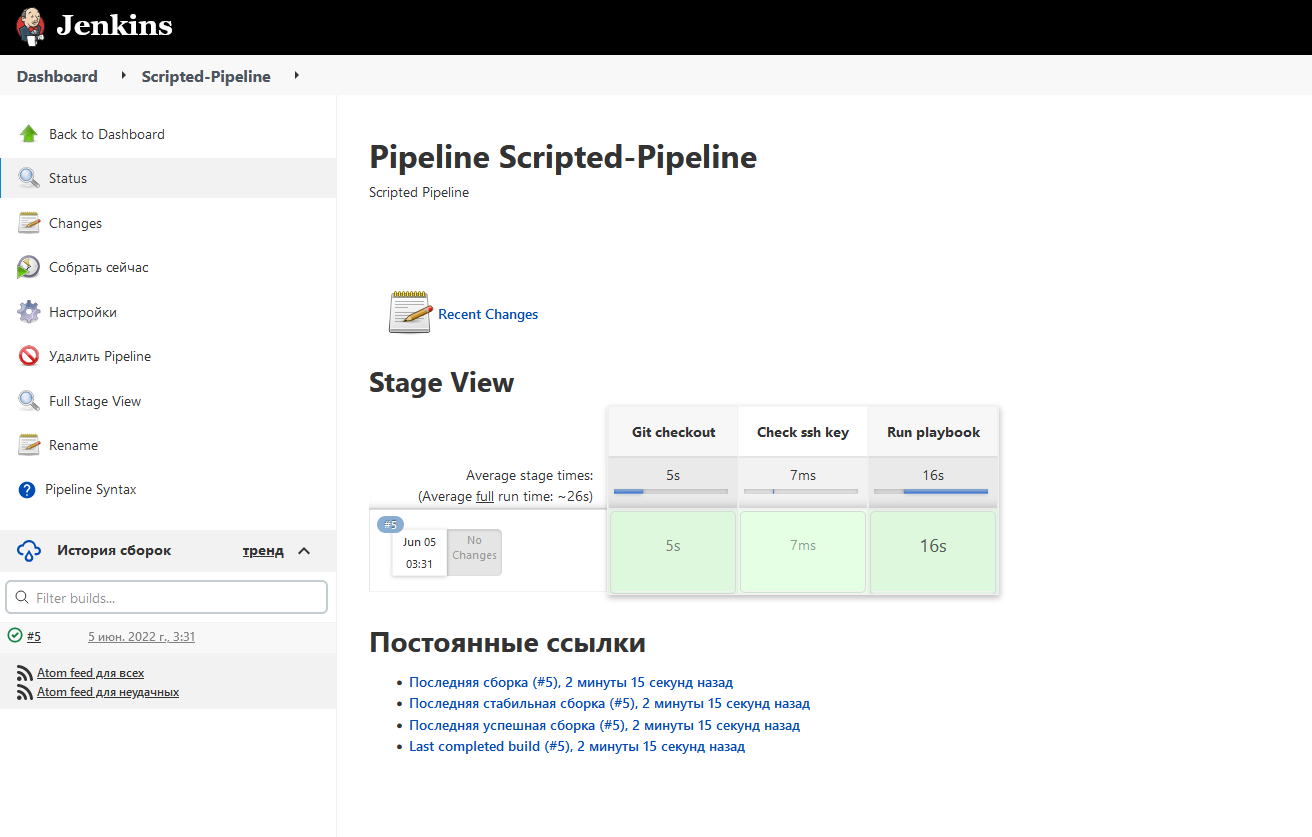 Jenkins
Dashboard
Scripted-Pipeline
Back to Dashboard
Status
Changes
Собрать сейчас
Настройки
Удалить Pipeline
Full Stage View
Rename
Pipeline Syntax
История сборок
тренд
Filter builds...
#5
5 июн. 2022 г., 3:31
Atom feed для всех
Atom feed для неудачных
Pipeline Scripted-Pipeline
Scripted Pipeline
Recent Changes
Stage View
Git checkout
Check ssh key
Run playbook
Average stage times:
(Average full run time: ~26s)
5s
7ms
16s
#5
Jun 05
03:31
No
Changes
5s
7ms
16s
Постоянные ссылки
Последняя сборка (#5), 2 минуты 15 секунд назад
Последняя стабильная сборка (#5), 2 минуты 15 секунд назад
Последняя успешная сборка (#5), 2 минуты 15 секунд назад
Last completed build (#5), 2 минуты 15 секунд назад